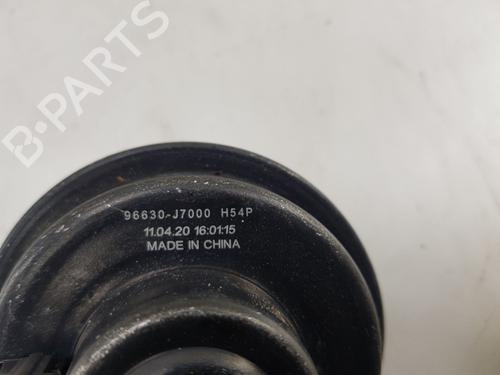 B-PARTS
96630-J7000 H54P
11.04.20 16:01:15
MADE IN CHINA